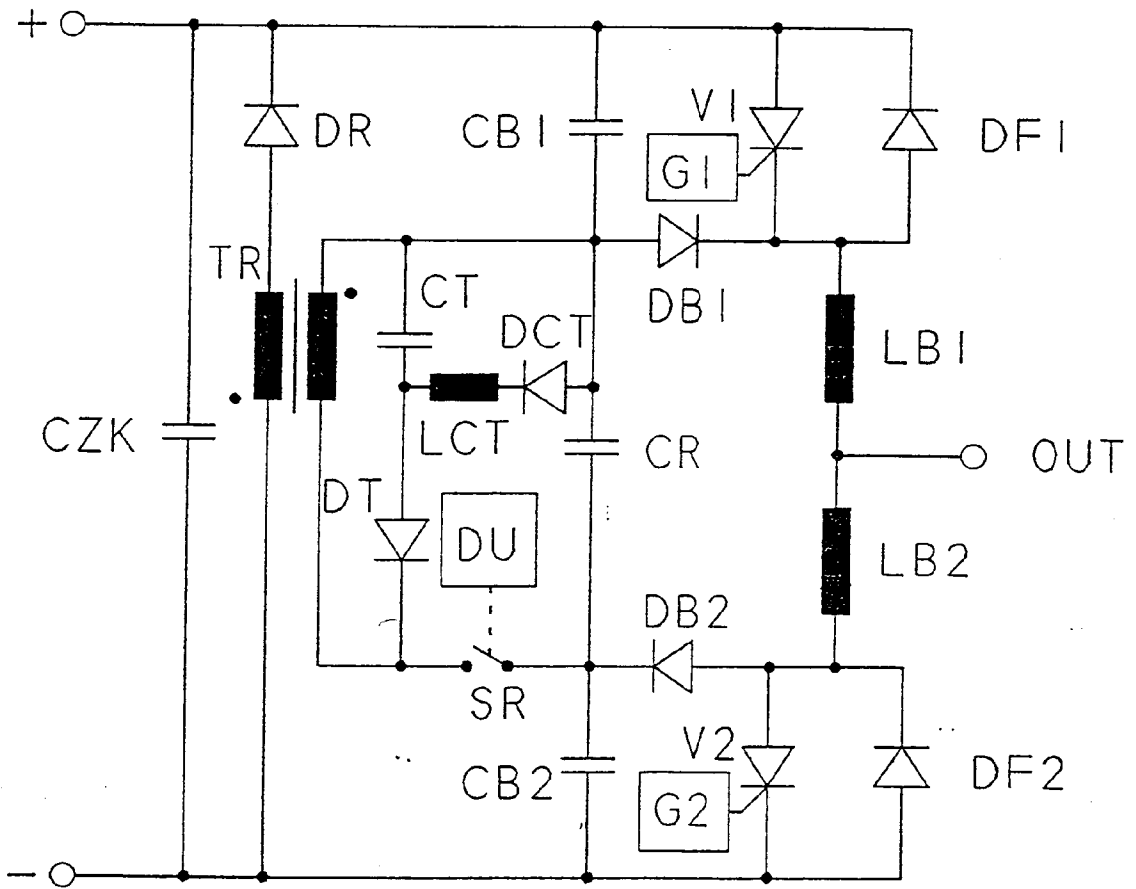 +
DR
CB1
V1
G1
DF1
TR
CT
DB1
DCT
LB1
CZK
LCT
CR
OUT
DT
DU
LB2
DB2
SR
V2
CB2
G2
DF2
-